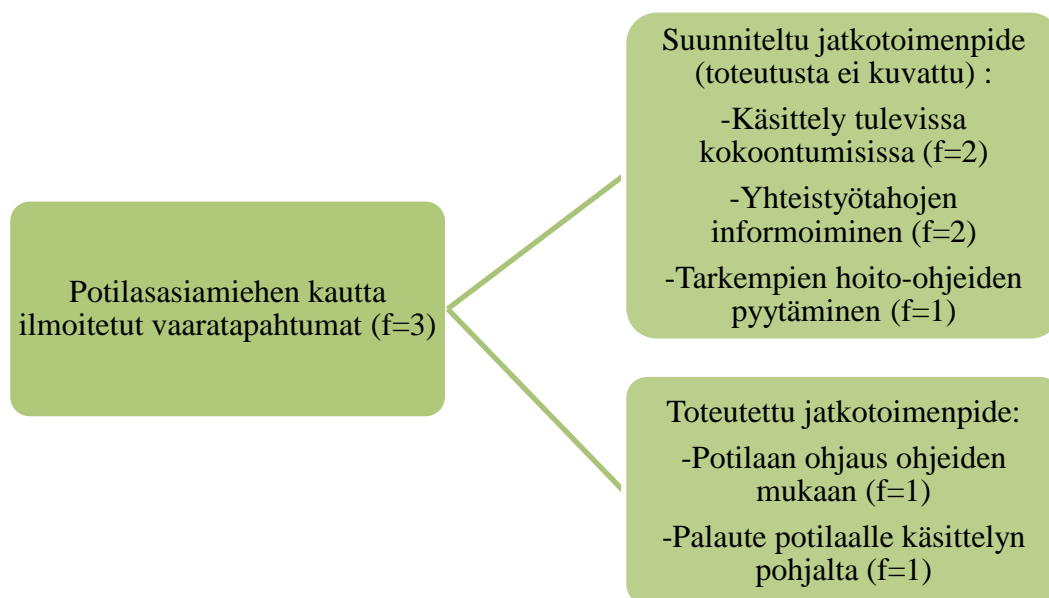 Potilasasiamiehen kautta
ilmoitetut vaaratapahtumat (f=3)
Suunniteltu jatkotoimenpide
(toteutusta ei kuvattu) :
-Käsittely tulevissa
kokoontumisissa (f=2)
-Yhteistyötahojen
informoiminen (f=2)
-Tarkempien hoito-ohjeiden
pyytäminen (f=1)
Toteutettu jatkotoimenpide:
-Potilaan ohjaus ohjeiden
mukaan (f=1)
-Palaute potilaalle käsittelyn
pohjalta (f=1)